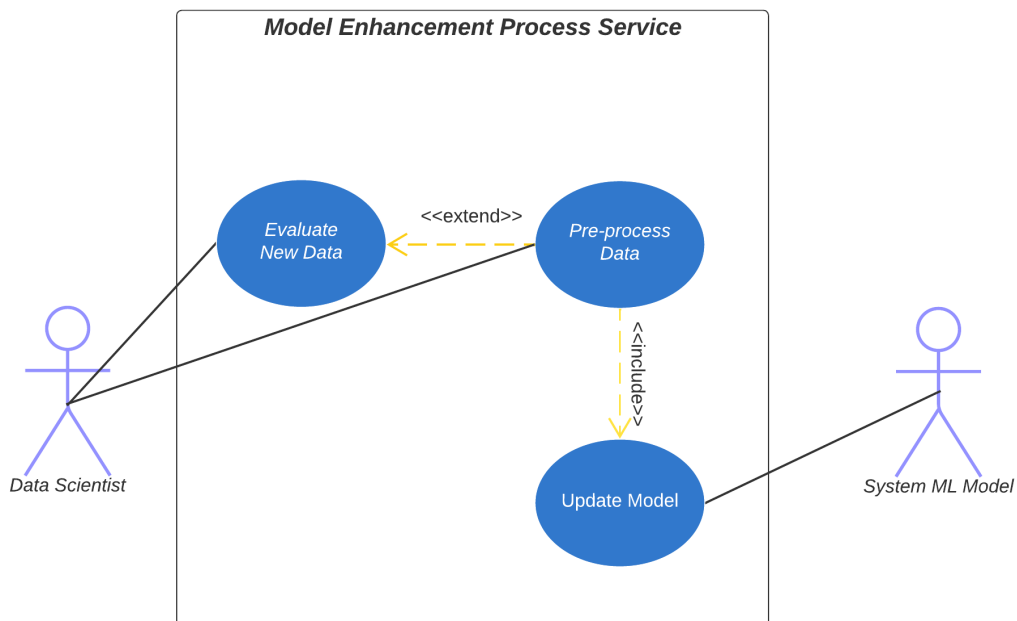 Model Enhancement Process Service
<<extend>>
Evaluate
New Data
Pre-process
Data
<<include>>
Data Scientist
System ML Model
Update Model